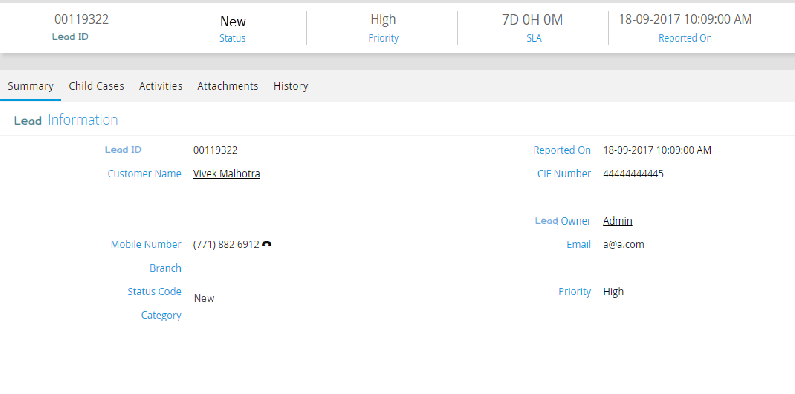 00119322 New High 7D 0H 0M 18-09-2017 10:09:00 AM
Lead ID Status Priority SLA Reported On
Summary Child Cases Activities Attachments History
Lead Information
Lead ID 00119322 Reported On 18-09-2017 10:09:00 AM
Customer Name Vivek Malhotra CIF Number 44444444445
Lead Owner Admin
Mobile Number (771) 882 6912 Email a@a.com
Branch
Status Code New Priority High
Category